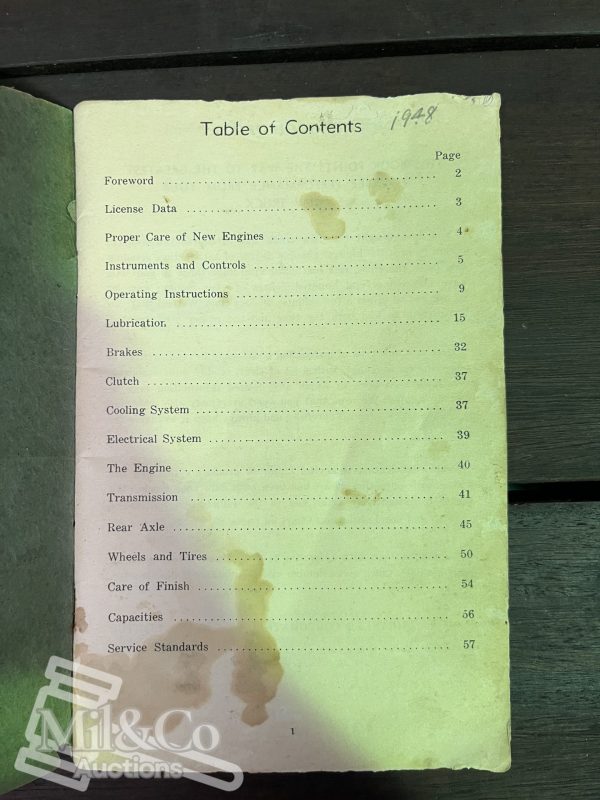 Table of Contents 1948
Page
Foreword 2
License Data 3
Proper Care of New Engines 4
Instruments and Controls 5
Operating Instructions 9
Lubrication 15
Brakes 32
Clutch 37
Cooling System 37
Electrical System 39
The Engine 40
Transmission 41
Rear Axle 45
Wheels and Tires 50
Care of Finish 54
Capacities 56
Service Standards 57
1
Mil&Co
Auctions